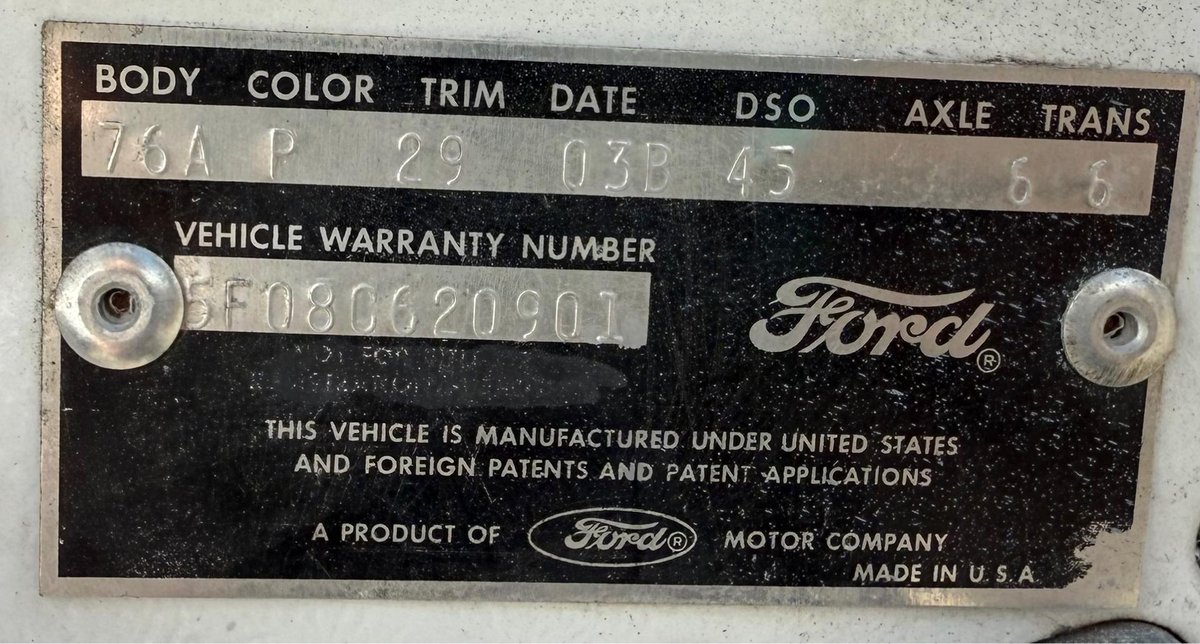 BODY COLOR TRIM DATE DSO AXLE TRANS
76A P 29 03B 45 6 6
VEHICLE WARRANTY NUMBER
5F08C620901
Ford ®
THIS VEHICLE IS MANUFACTURED UNDER UNITED STATES
AND FOREIGN PATENTS AND PATENT APPLICATIONS
A PRODUCT OF Ford ® MOTOR COMPANY
MADE IN U.S.A